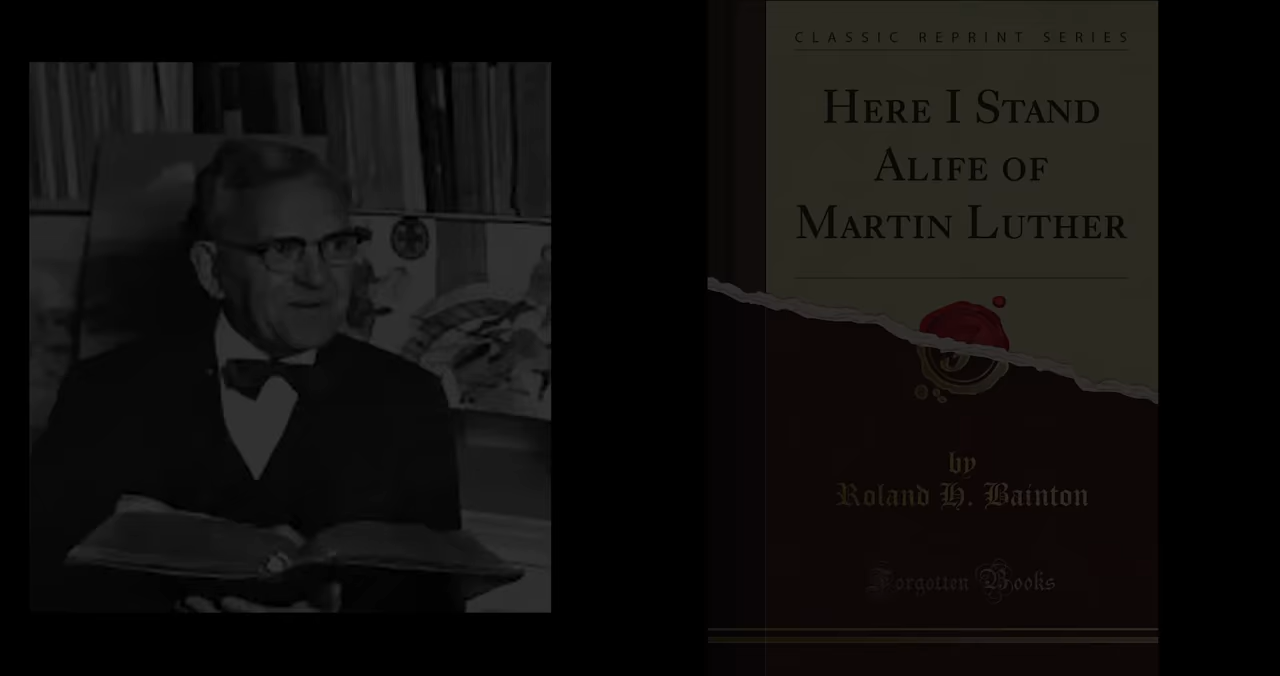 CLASSIC REPRINT SERIES
HERE I STAND
ALIFE OF
MARTIN LUTHER
by
Roland H. Bainton
Forgotten Books